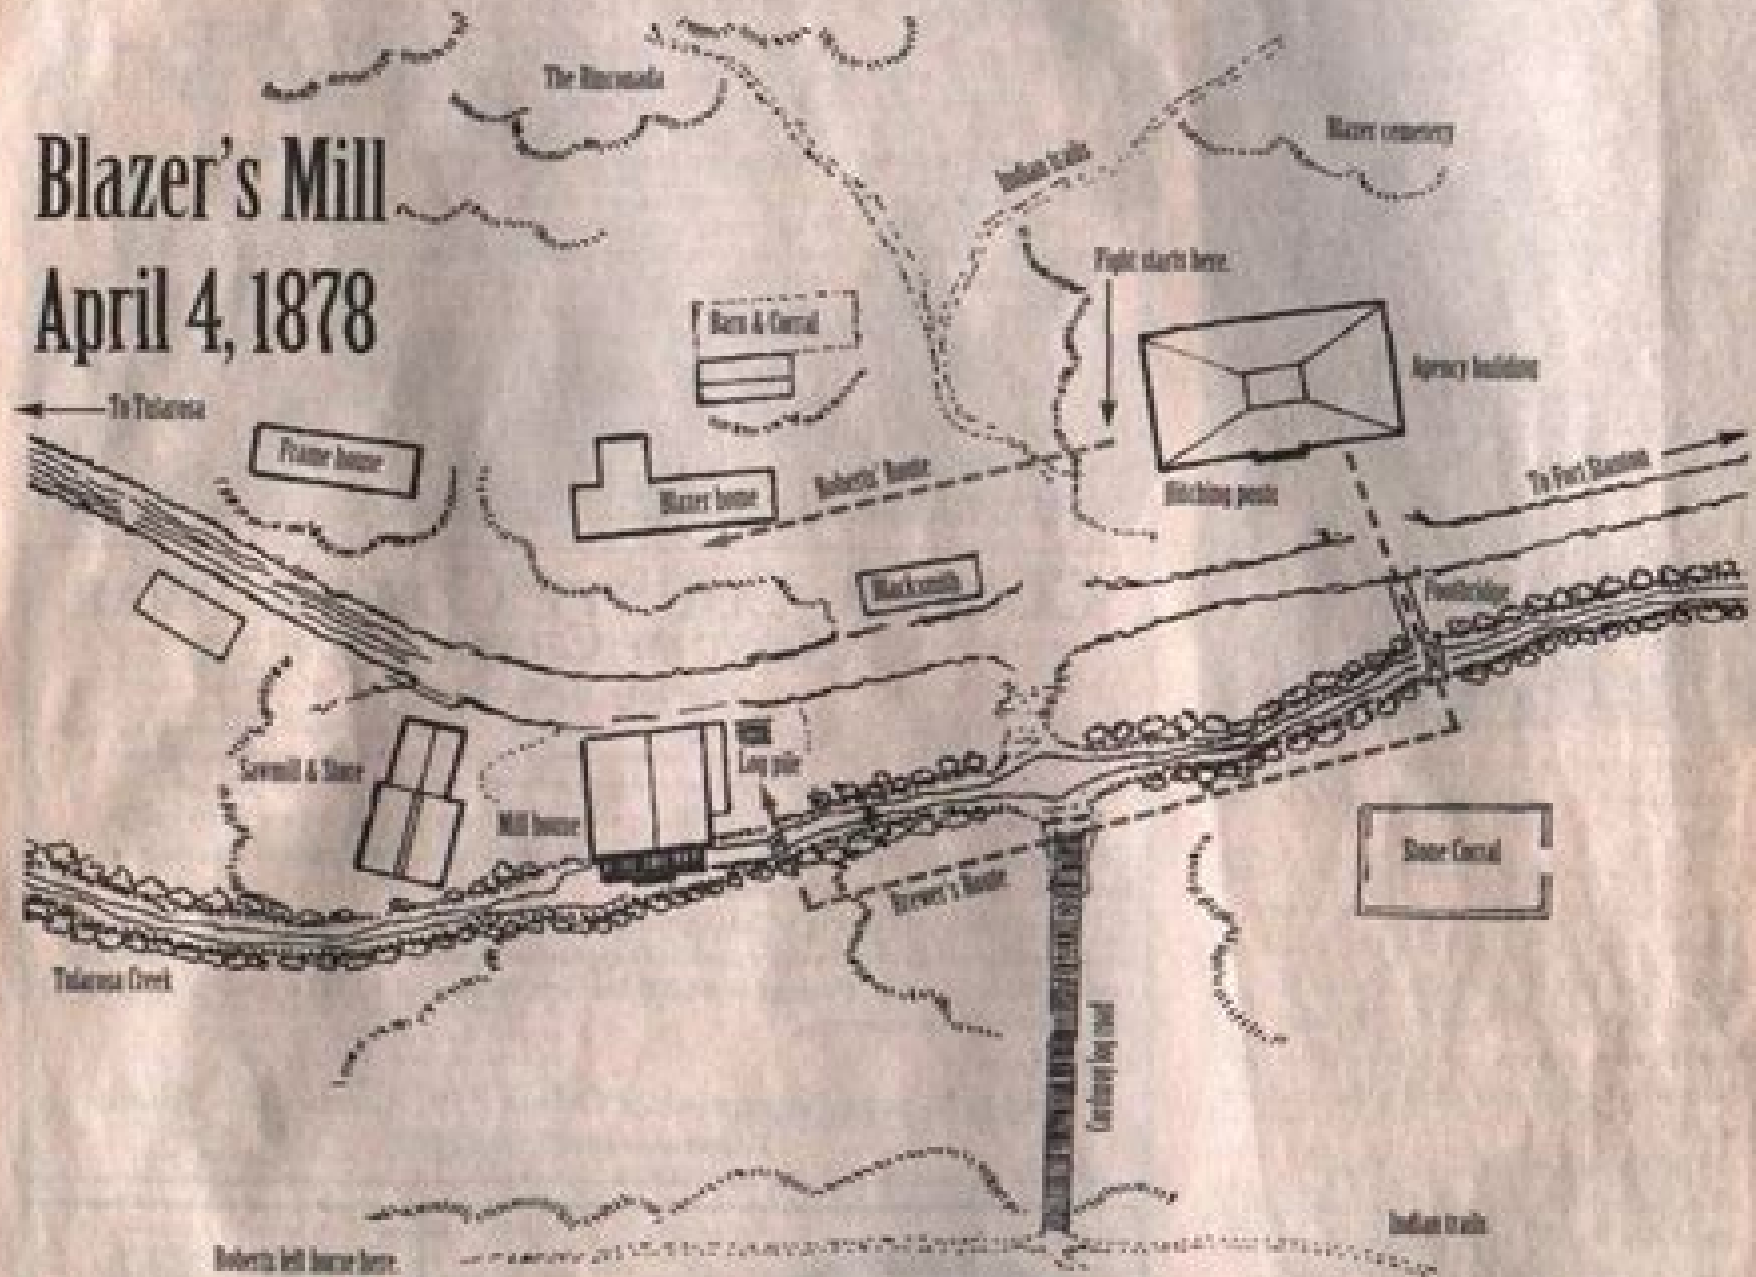 The Rinconada
Blazer cemetery
Blazer's Mill
April 4, 1878
Indian trails
Fight starts here.
Barn & Corral
Agency building
To Tularosa
Frame house
Blazer home
Roberts' Route
Hitching posts
To Fort Stanton
Blacksmith
Footbridge
Sawmill & Store
Log pile
Mill house
Stone Corral
Brewer's Route
Tularosa Creek
Corduroy log road
Indian trails
Roberts left horse here.